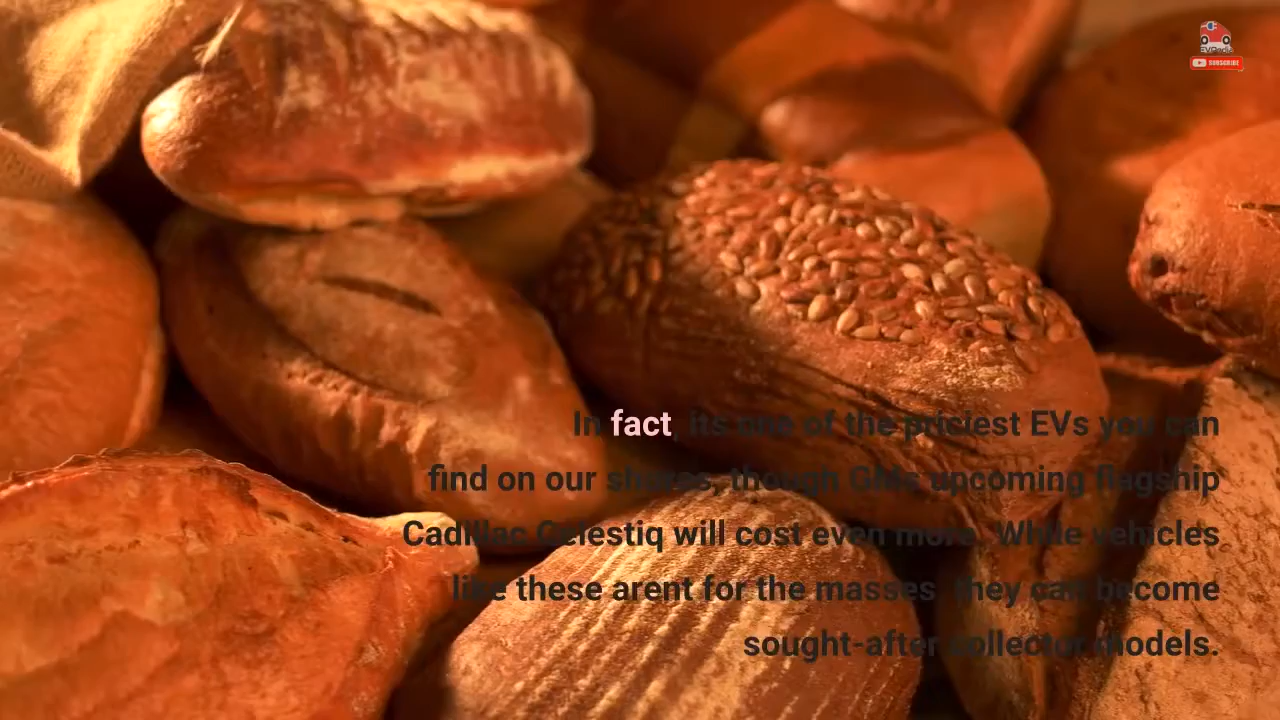 EVPedia
SUBSCRIBE
In fact, its one of the priciest EVs you can
find on our shores, though GMs upcoming flagship
Cadillac Celestiq will cost even more. While vehicles
like these arent for the masses, they can become
sought-after collector models.